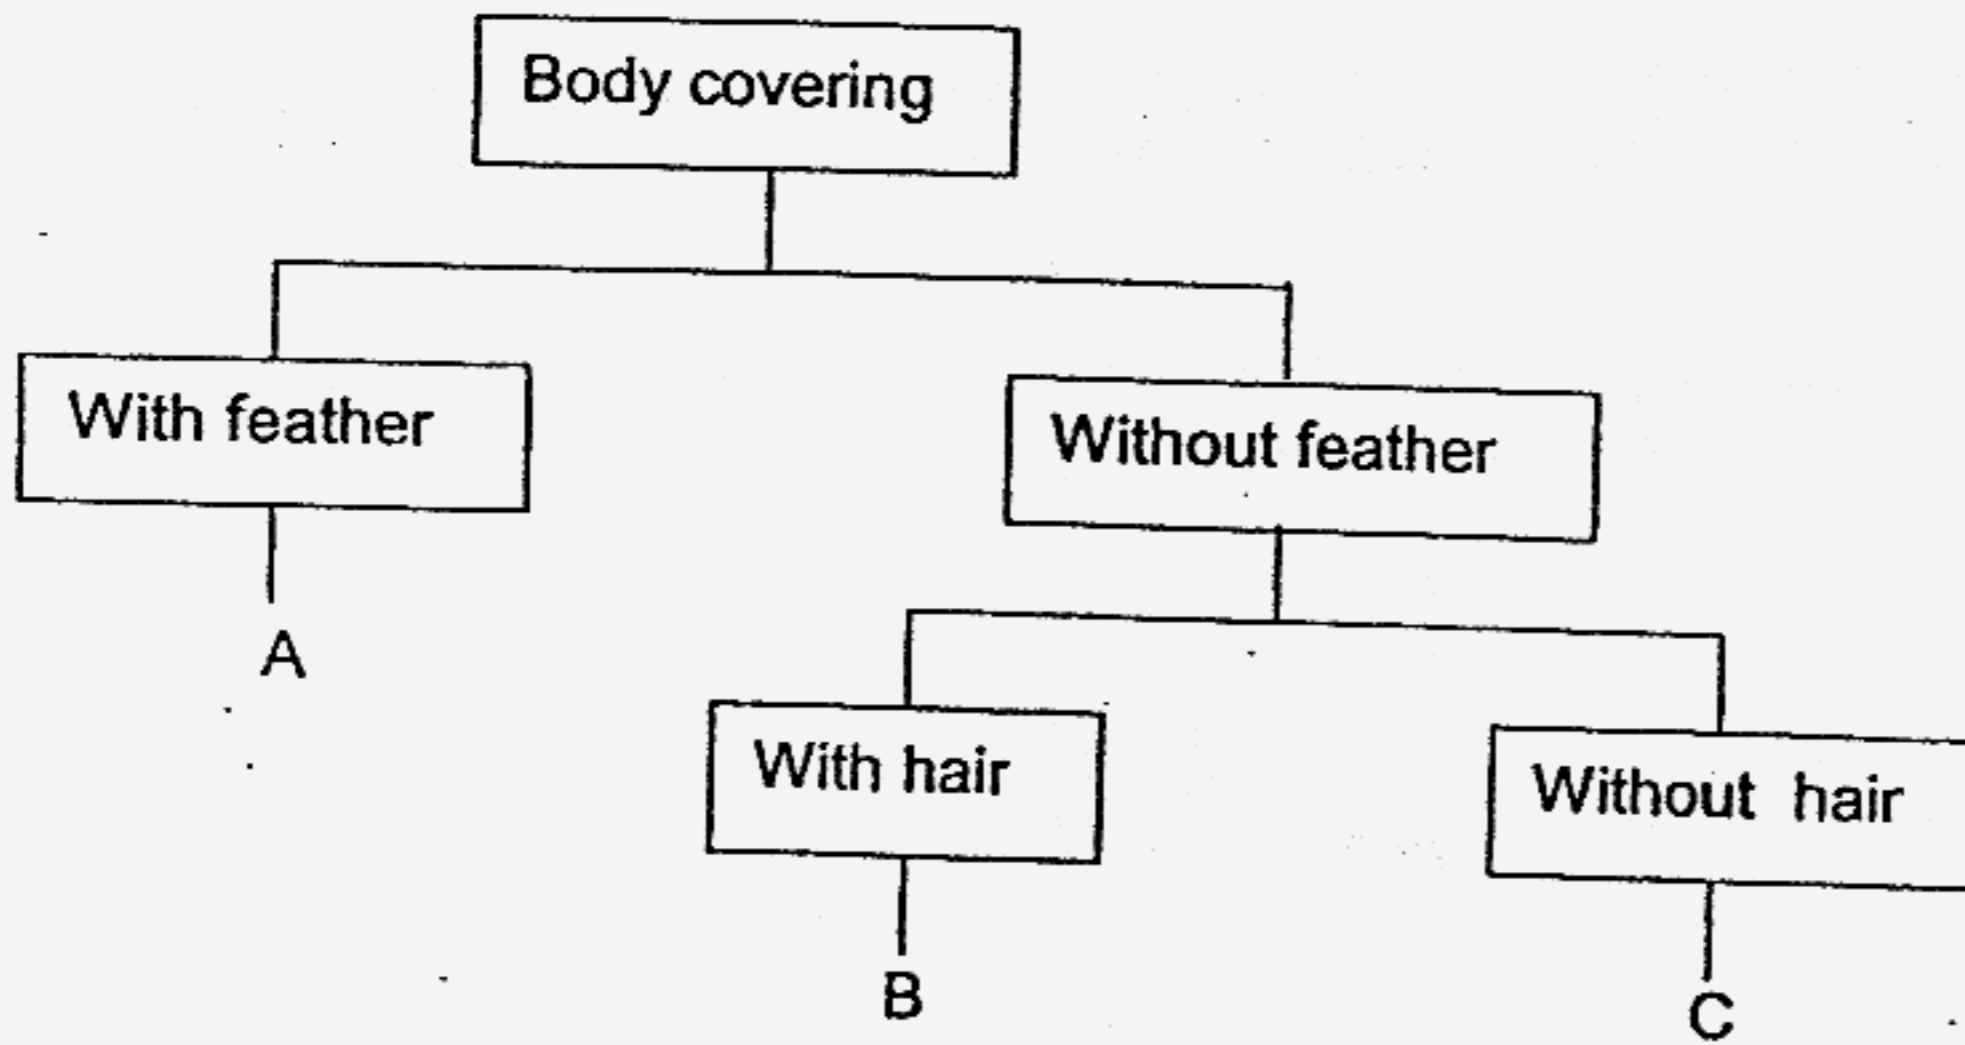 Body covering
With feather
Without feather
A
With hair
Without hair
B
C